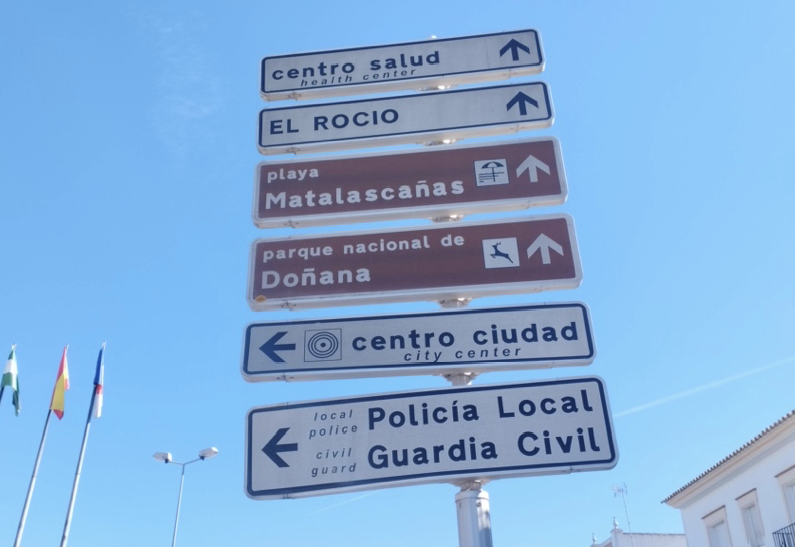 centro salud
health center
EL ROCIO
playa
Matalascañas
parque nacional de
Doñana
centro ciudad
city center
local
police
Policía Local
civil
guard
Guardia Civil